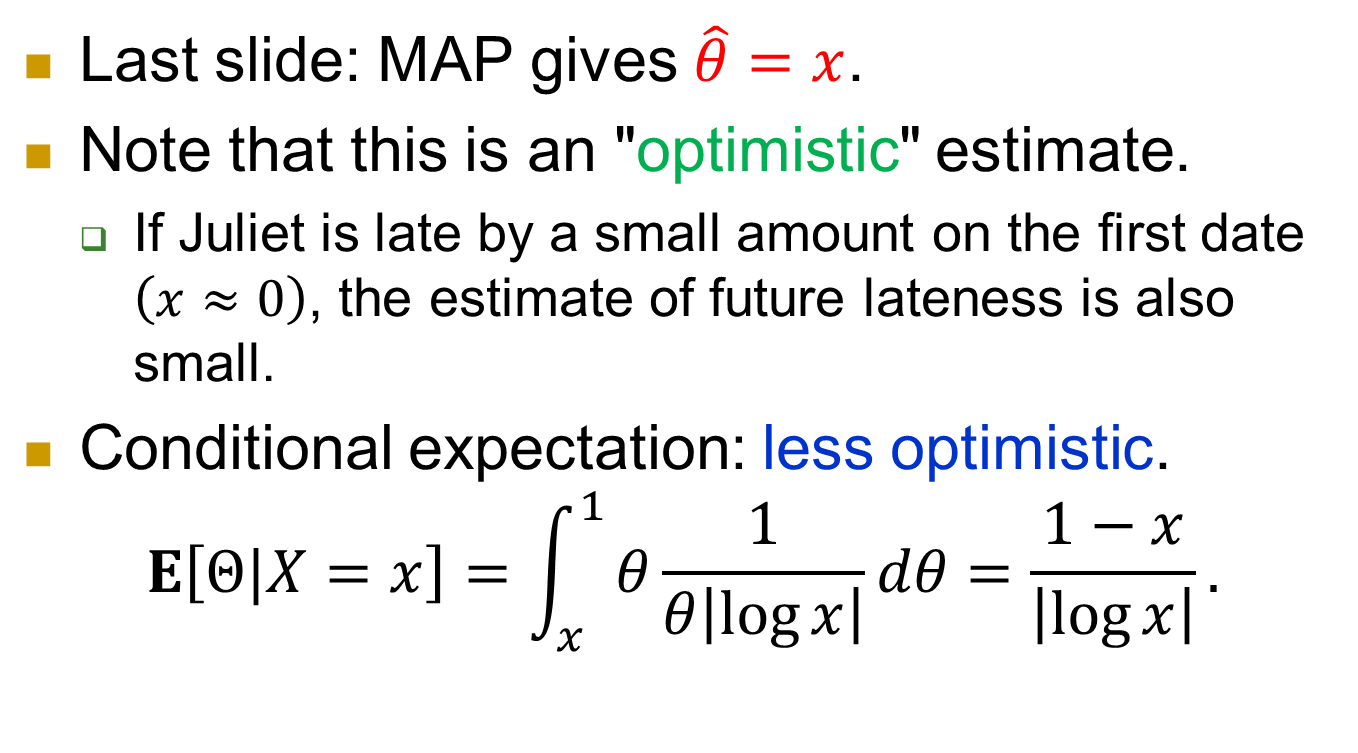 Last slide: MAP gives θ̂ = x.
Note that this is an "optimistic" estimate.
If Juliet is late by a small amount on the first date
(x ≈ 0), the estimate of future lateness is also
small.
Conditional expectation: less optimistic.
𝐄[Θ|X = x] = ∫_x^1 θ 1/(θ|log x|) dθ = (1 − x)/|log x|.